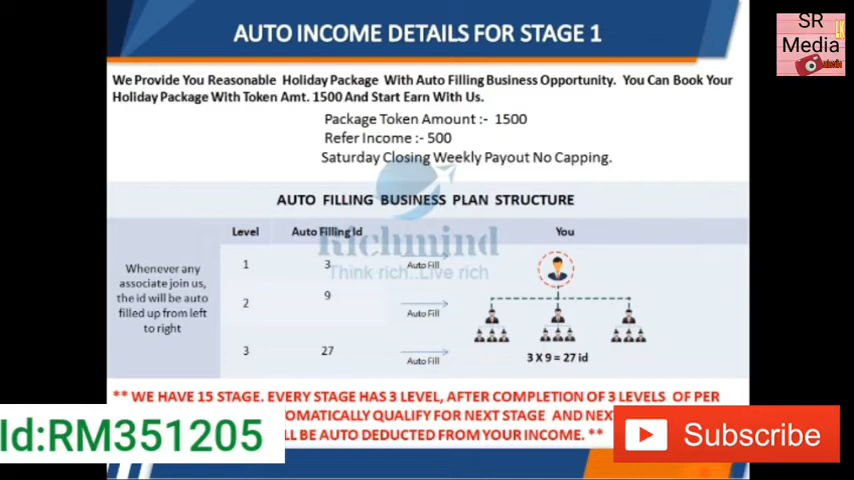 AUTO INCOME DETAILS FOR STAGE 1
SR
Media
We Provide You Reasonable Holiday Package With Auto Filling Business Opportunity. You Can Book Your
Holiday Package With Token Amt. 1500 And Start Earn With Us.
Package Token Amount :- 1500
Refer Income :- 500
Saturday Closing Weekly Payout No Capping.
AUTO FILLING BUSINESS PLAN STRUCTURE
Level Auto Filling Id You
Richmind
Think rich..Live rich
Whenever any
associate join us,
the id will be auto
filled up from left
to right
1 3 Auto Fill
2 9 Auto Fill
3 27 Auto Fill
3 X 9 = 27 id
** WE HAVE 15 STAGE. EVERY STAGE HAS 3 LEVEL, AFTER COMPLETION OF 3 LEVELS OF PER
QUALIFY FOR NEXT STAGE AND
BE AUTO DEDUCTED FROM YOUR INCOME. **
Id:RM351205
Subscribe